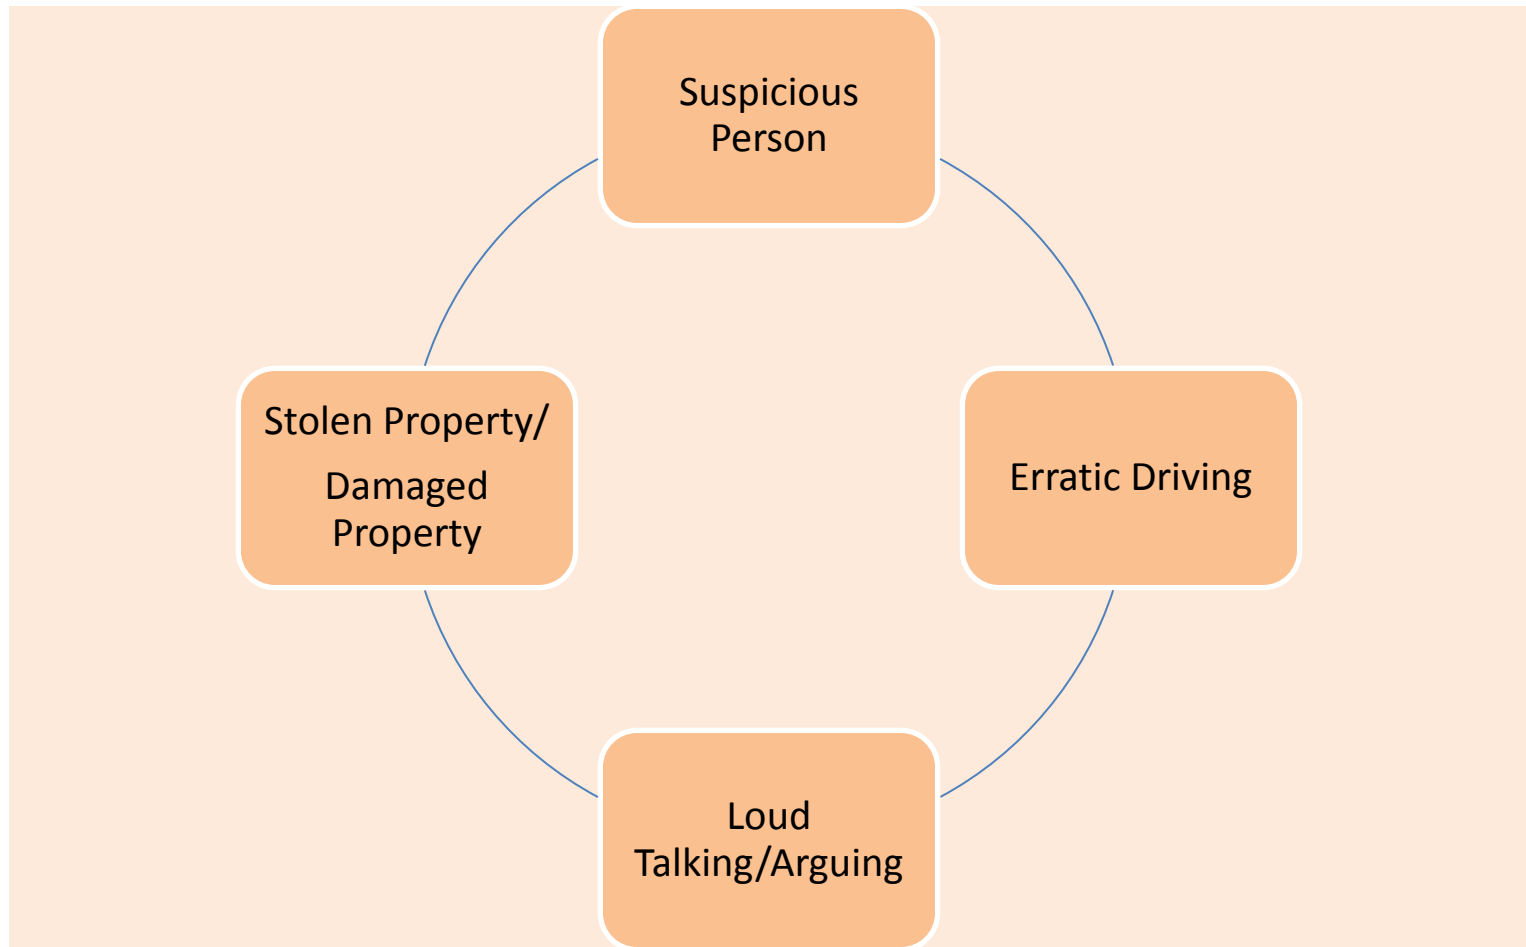 Suspicious
Person
Stolen Property/
Damaged
Property
Erratic Driving
Loud
Talking/Arguing